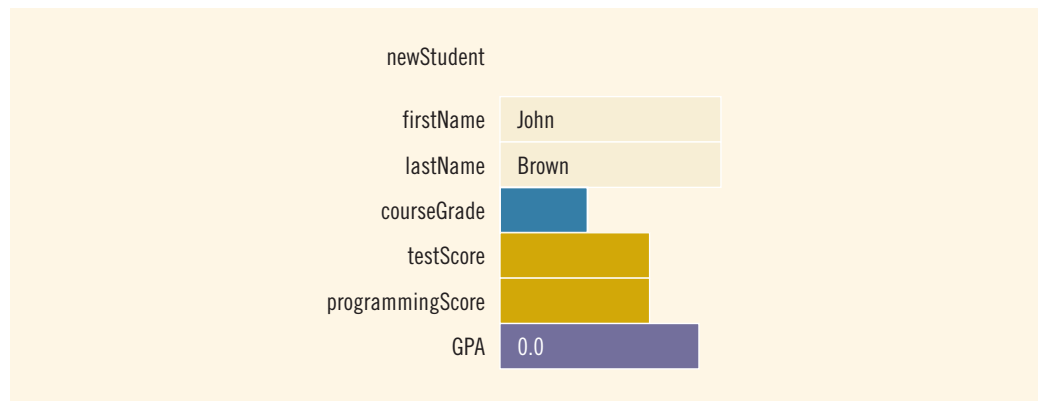 newStudent
firstName John
lastName Brown
courseGrade
testScore
programmingScore
GPA 0.0